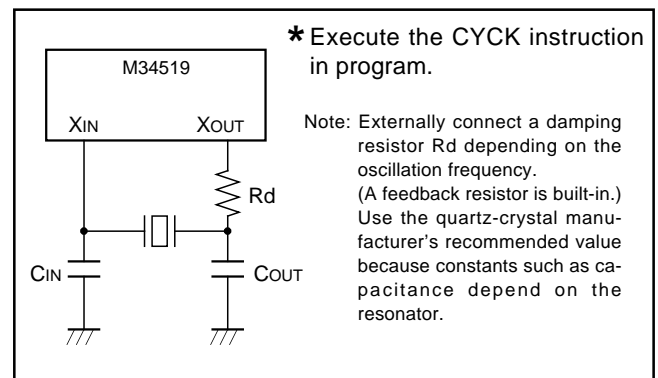 * Execute the CYCK instruction
in program.
M34519
XIN XOUT
Note: Externally connect a damping
resistor Rd depending on the
oscillation frequency.
(A feedback resistor is built-in.)
Use the quartz-crystal manu-
facturer's recommended value
because constants such as ca-
pacitance depend on the
resonator.
Rd
CIN COUT